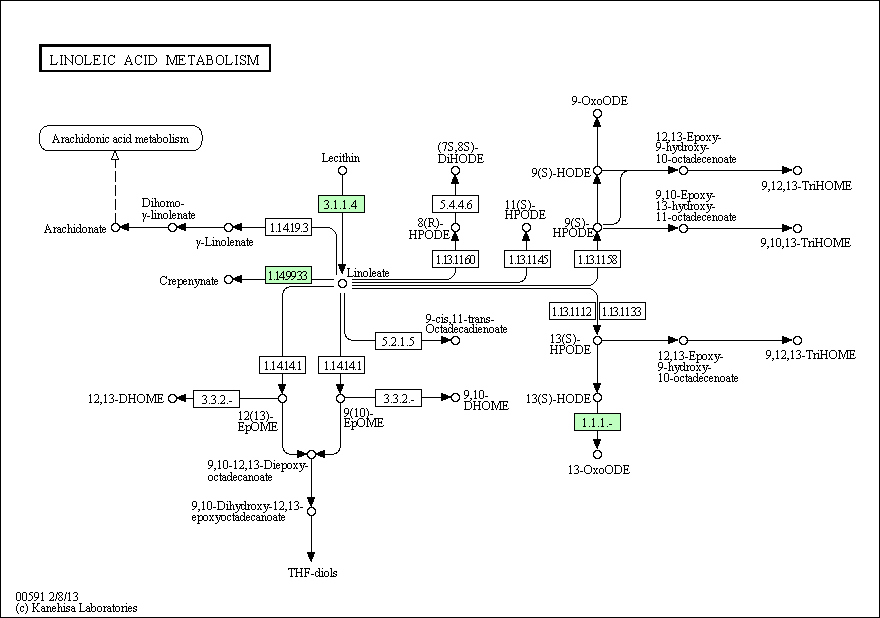 LINOLEIC ACID METABOLISM
9-OxoODE
Arachidonic acid metabolism
Lecithin
(7S,8S)-
DiHODE
9(S)-HODE
12,13-Epoxy-
9-hydroxy-
10-octadecenoate
9,12,13-TriHOME
3.1.1.4
5.4.4.6
Dihomo-
γ-linolenate
11(S)-
HPODE
9,10-Epoxy-
13-hydroxy-
11-octadecenoate
Arachidonate
γ-Linolenate
1.14.19.3
8(R)-
HPODE
9(S)-
HPODE
9,10,13-TriHOME
1.13.11.60
1.13.11.45
1.13.11.58
Crepenynate
1.14.99.33
Linoleate
1.13.11.12
1.13.11.33
9-cis,11-trans-
Octadecadienoate
5.2.1.5
13(S)-
HPODE
12,13-Epoxy-
9-hydroxy-
10-octadecenoate
9,12,13-TriHOME
1.14.14.1
1.14.14.1
12,13-DHOME
3.3.2.-
12(13)-
EpOME
9(10)-
EpOME
3.3.2.-
9,10-
DHOME
13(S)-HODE
1.1.1.-
13-OxoODE
9,10-12,13-Diepoxy-
octadecanoate
9,10-Dihydroxy-12,13-
epoxyoctadecanoate
THF-diols
00591 2/8/13
(c) Kanehisa Laboratories